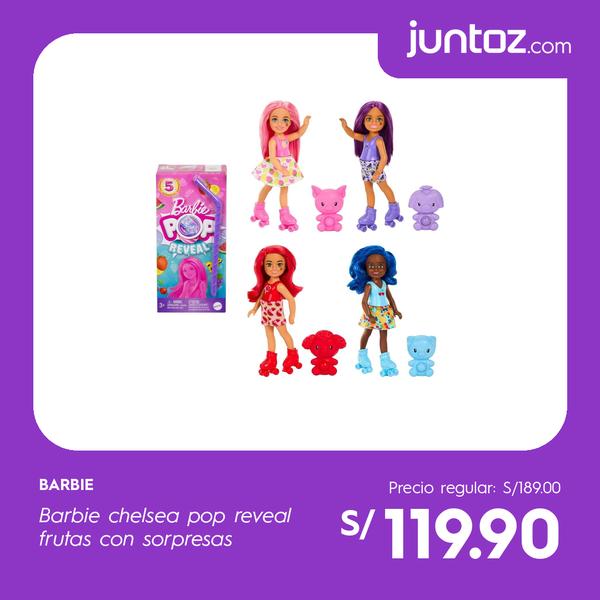 juntoz.com
5
Barbie
POP
REVEAL
3+
BARBIE
Barbie chelsea pop reveal
frutas con sorpresas
Precio regular: S/189.00
S/119.90